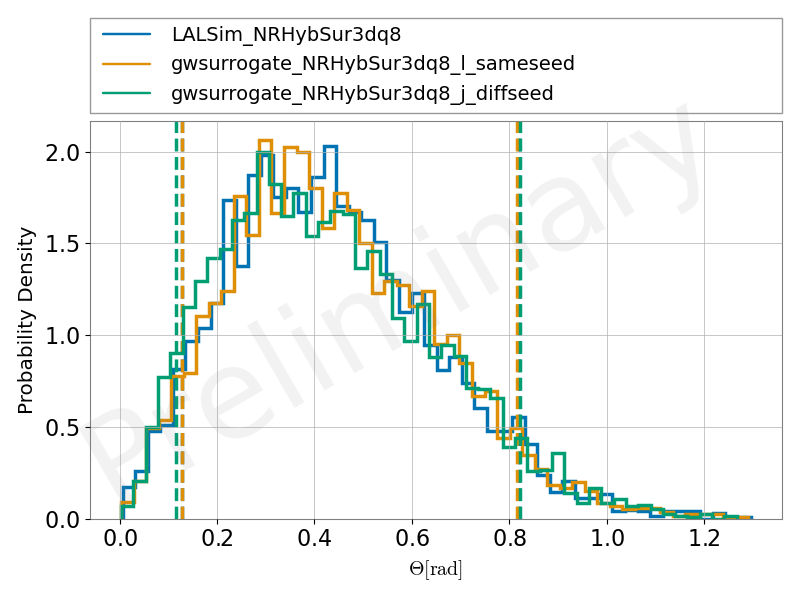 LALSim_NRHybSur3dq8
gwsurrogate_NRHybSur3dq8_l_sameseed
gwsurrogate_NRHybSur3dq8_j_diffseed
Preliminary
Probability Density
2.0
1.5
1.0
0.5
0.0
0.0 0.2 0.4 0.6 0.8 1.0 1.2
Θ[rad]